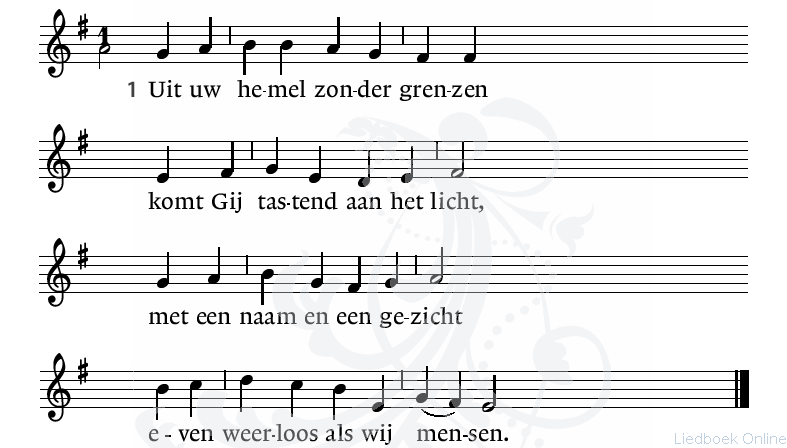 1
1 Uit uw he-mel zon-der gren-zen
komt Gij tas-tend aan het licht,
met een naam en een ge-zicht
e - ven weer-loos als wij men-sen.
Liedboek Online